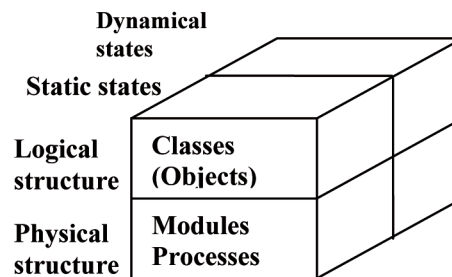 Dynamical
states
Static states
Logical
structure
Classes
(Objects)
Physical
structure
Modules
Processes